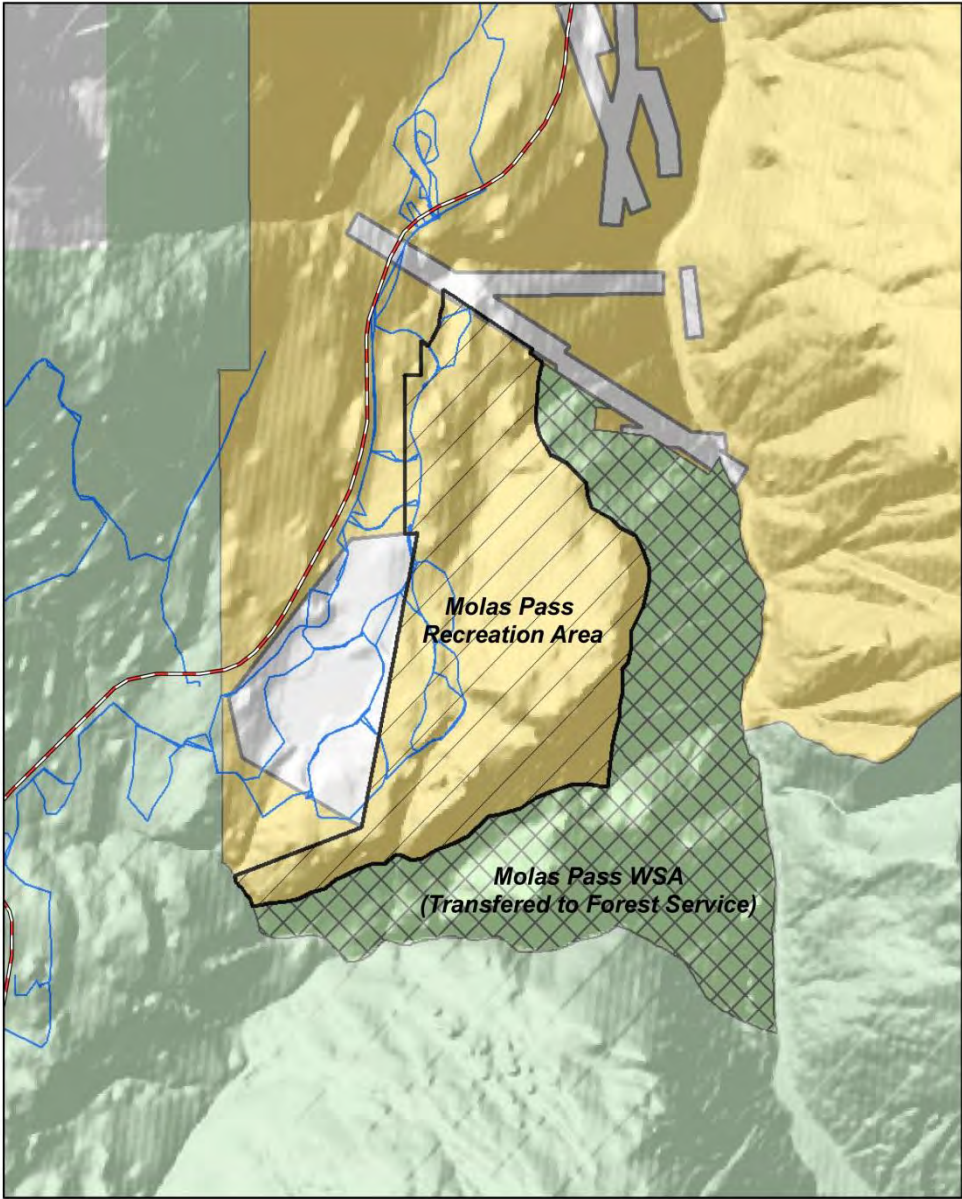 Molas Pass
Recreation Area
Molas Pass WSA
(Transfered to Forest Service)